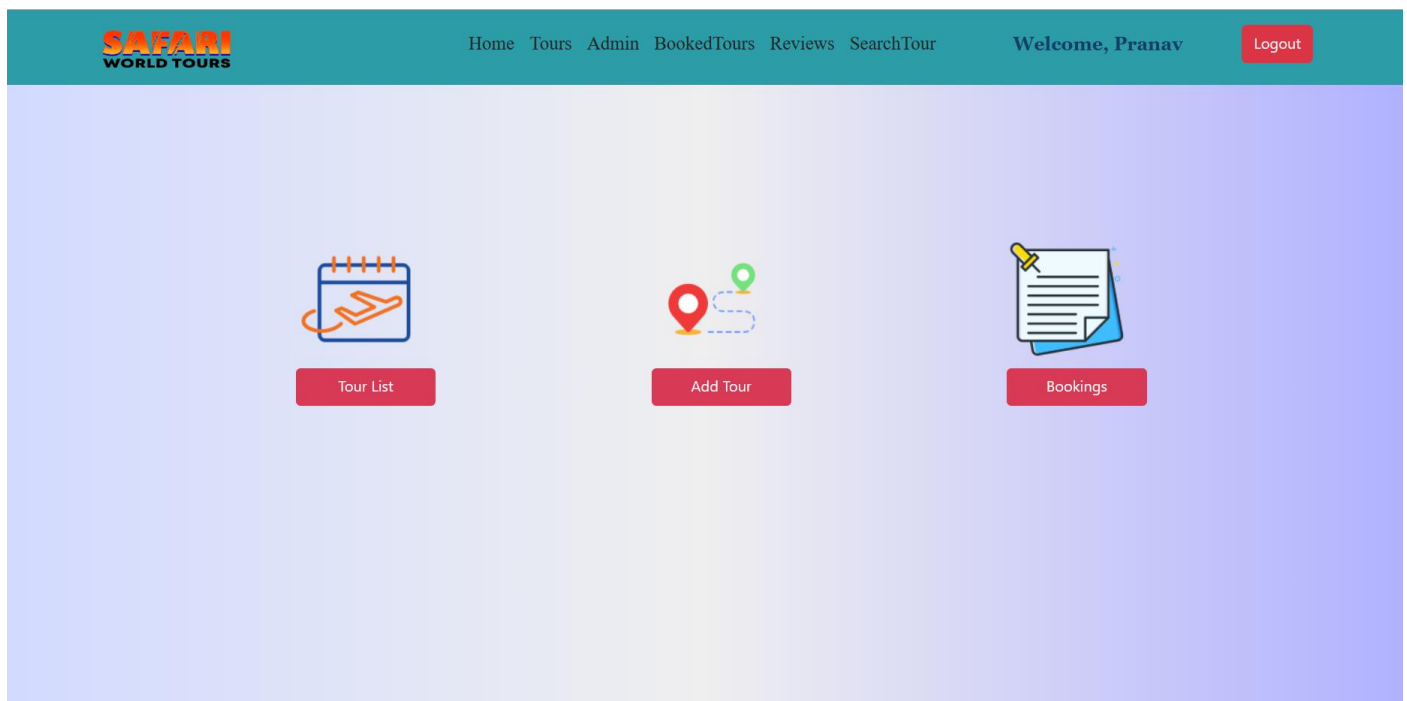 SAFARI
WORLD TOURS
Home Tours Admin BookedTours Reviews SearchTour
Welcome, Pranav
Logout
Tour List
Add Tour
Bookings